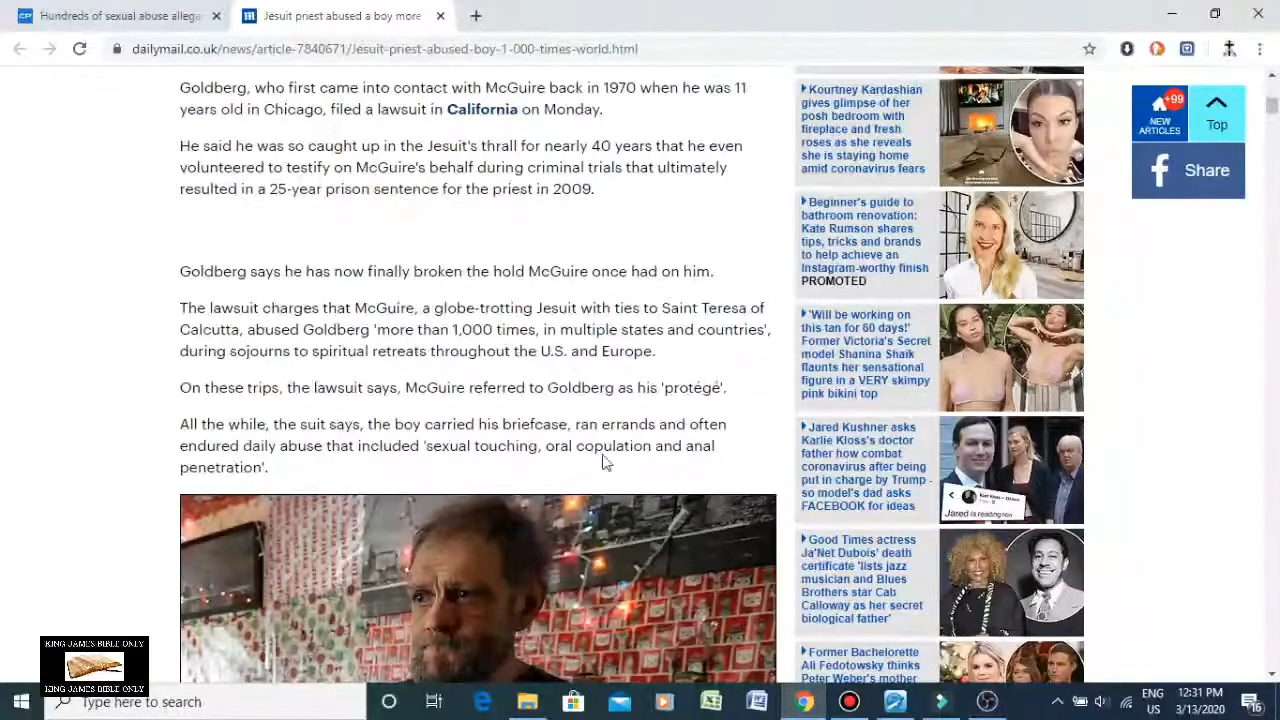 Hundreds of sexual abuse allega
Jesuit priest abused a boy more
dailymail.co.uk/news/article-7840671/Jesuit-priest-abused-boy-1-000-times-world.html
Goldberg, who first came into contact with McGuire back in 1970 when he was 11
years old in Chicago, filed a lawsuit in California on Monday.
He said he was so caught up in the Jesuit's thrall for nearly 40 years that he even
volunteered to testify on McGuire's behalf during criminal trials that ultimately
resulted in a 25-year prison sentence for the priest in 2009.
Goldberg says he has now finally broken the hold McGuire once had on him.
The lawsuit charges that McGuire, a globe-trotting Jesuit with ties to Saint Teresa of
Calcutta, abused Goldberg 'more than 1,000 times, in multiple states and countries',
during sojourns to spiritual retreats throughout the U.S. and Europe.
On these trips, the lawsuit says, McGuire referred to Goldberg as his 'protégé'.
All the while, the suit says, the boy carried his briefcase, ran errands and often
endured daily abuse that included 'sexual touching, oral copulation and anal
penetration'.
Kourtney Kardashian
gives glimpse of her
posh bedroom with
fireplace and fresh
roses as she reveals
she is staying home
amid coronavirus fears
Beginner's guide to
bathroom renovation:
Kate Rumson shares
tips, tricks and brands
to help achieve an
Instagram-worthy finish
PROMOTED
'Will be working on
this tan for 60 days!'
Former Victoria's Secret
model Shanina Shaik
flaunts her sensational
figure in a VERY skimpy
pink bikini top
Jared Kushner asks
Karlie Kloss's doctor
father how combat
coronavirus after being
put in charge by Trump -
so model's dad asks
FACEBOOK for ideas
Jared is reading now
Good Times actress
Ja'Net Dubois' death
certificate 'lists jazz
musician and Blues
Brothers star Cab
Calloway as her secret
biological father'
Former Bachelorette
Ali Fedotowsky thinks
Peter Weber's mother
+99
NEW
ARTICLES
Top
Share
KING JAMES BIBLE ONLY
KING JAMES BIBLE ONLY
Type here to search
ENG
US
12:31 PM
3/13/2020
16